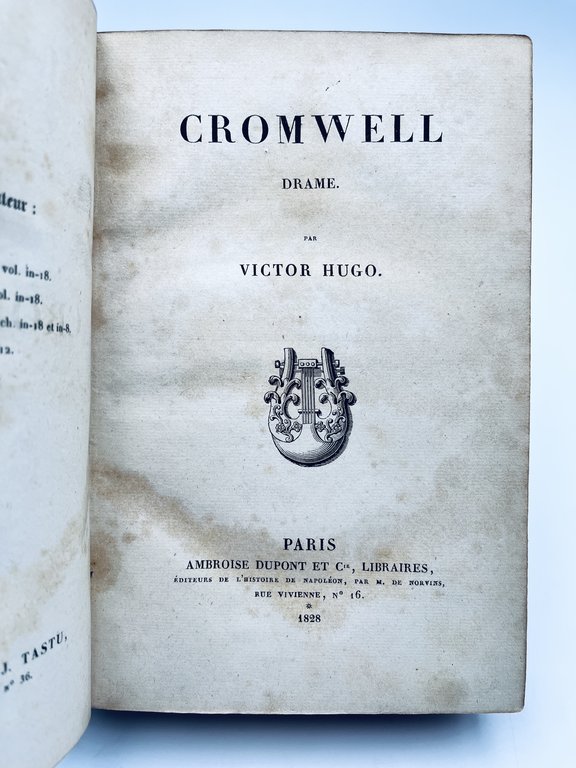 teur :
vol. in-18.
ol. in-18.
ch. in-18 et in-8.
12.
J. TASTU,
n° 36.
CROMWELL
DRAME.
PAR
VICTOR HUGO.
PARIS
AMBROISE DUPONT ET Cie, LIBRAIRES,
ÉDITEURS DE L'HISTOIRE DE NAPOLÉON, PAR M. DE NORVINS,
RUE VIVIENNE, N° 16.
*
1828